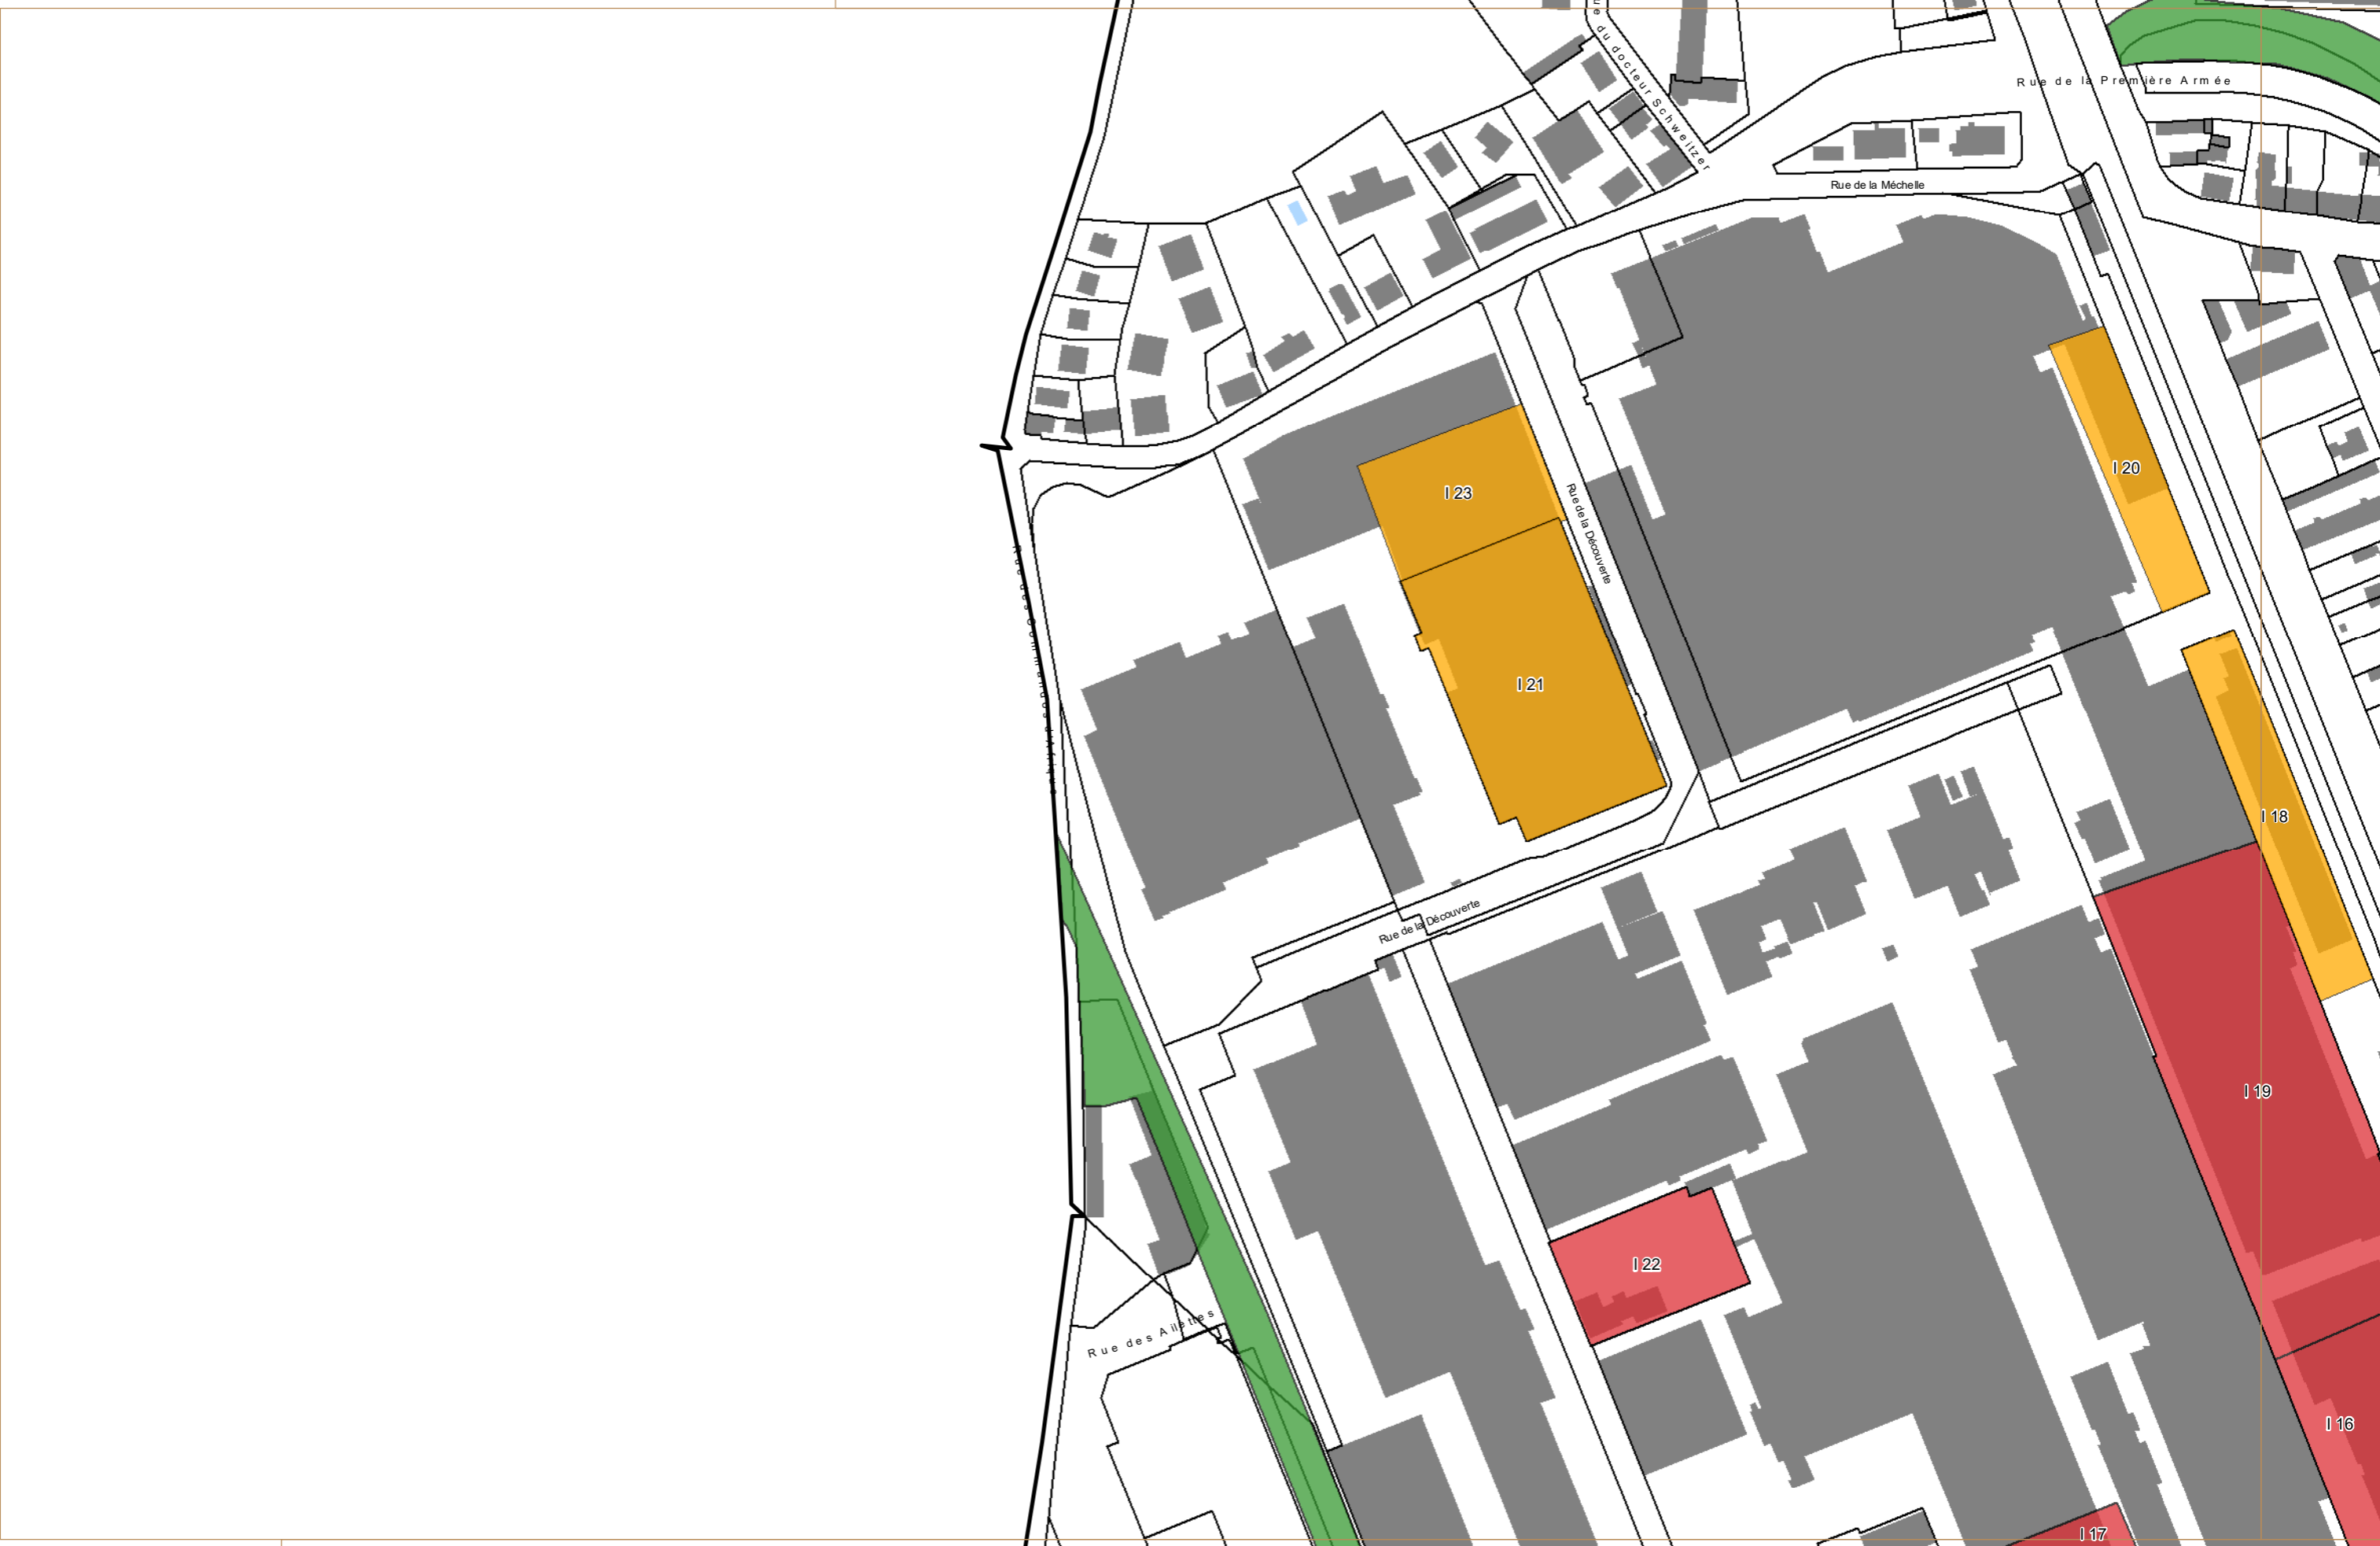 Rue du docteur Schweitzer
Rue de la Première Armée
Rue de la Méchelle
I 20
I 23
Rue de la Découverte
I 21
I 18
Rue de la Découverte
I 19
I 22
Rue des Ailettes
I 16
I 17